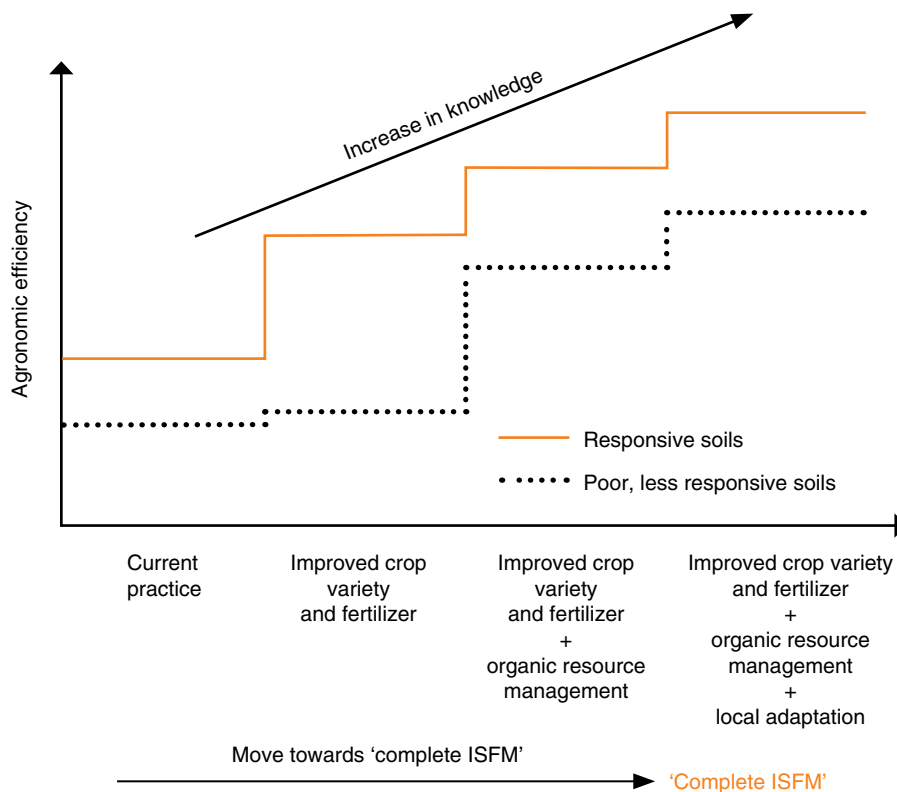 Increase in knowledge
Agronomic efficiency
Responsive soils
Poor, less responsive soils
Current
practice
Improved crop
variety
and fertilizer
Improved crop
variety
and fertilizer
+
organic resource
management
Improved crop variety
and fertilizer
+
organic resource
management
+
local adaptation
Move towards ‘complete ISFM’
‘Complete ISFM’